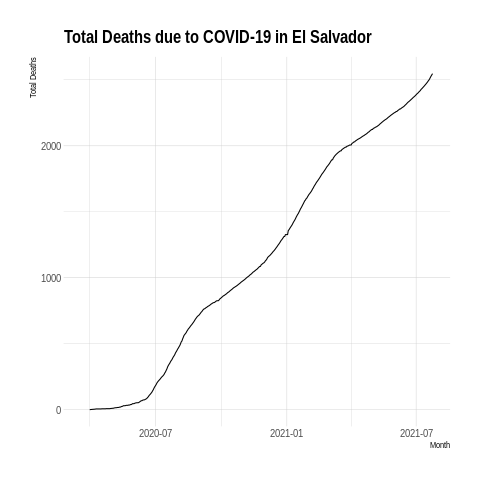 Total Deaths due to COVID-19 in El Salvador
Total Deaths
2000
1000
0
2020-07
2021-01
2021-07
Month